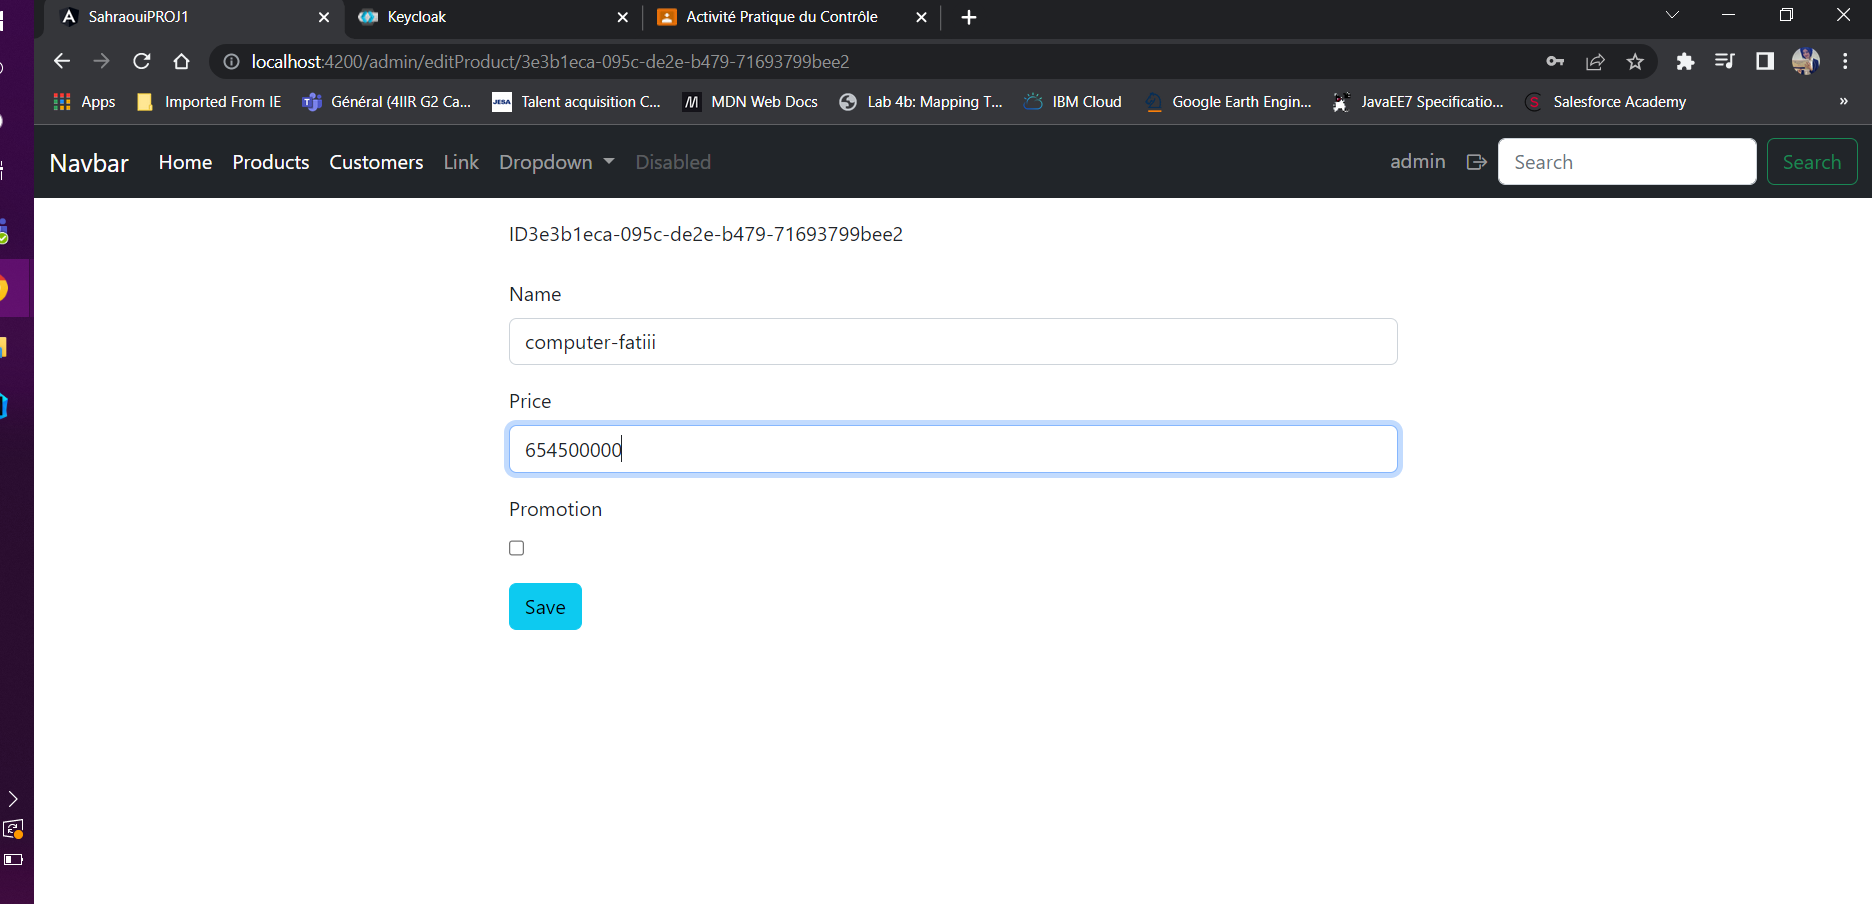 SahraouiPROJ1
Keycloak
Activité Pratique du Contrôle
localhost:4200/admin/editProduct/3e3b1eca-095c-de2e-b479-71693799bee2
Apps
Imported From IE
Général (4IIR G2 Ca...
JESA
Talent acquisition C...
MDN Web Docs
Lab 4b: Mapping T...
IBM Cloud
Google Earth Engin...
JavaEE7 Specificatio...
S
Salesforce Academy
»
Navbar
Home
Products
Customers
Link
Dropdown
Disabled
admin
Search
Search
ID3e3b1eca-095c-de2e-b479-71693799bee2
Name
computer-fatiii
Price
654500000
Promotion
Save